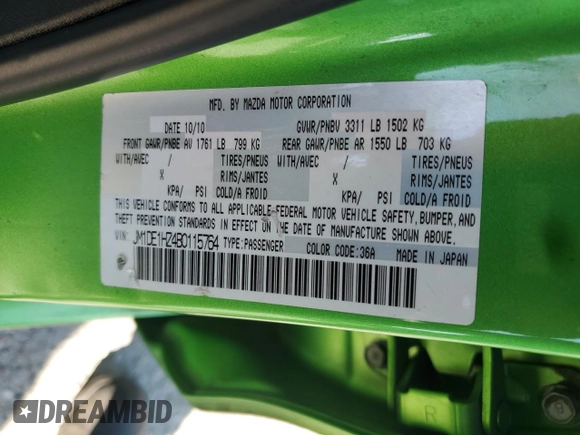 MFD. BY MAZDA MOTOR CORPORATION
DATE 10/10 GVWR/PNBV 3311 LB 1502 KG
FRONT GAWR/PNBE AV 1761 LB 799 KG REAR GAWR/PNBE AR 1550 LB 703 KG
WITH/AVEC / TIRES/PNEUS WITH/AVEC / TIRES/PNEUS
X RIMS/JANTES X RIMS/JANTES
KPA/ PSI COLD/A FROID KPA/ PSI COLD/A FROID
THIS VEHICLE CONFORMS TO ALL APPLICABLE-FEDERAL MOTOR VEHICLE SAFETY, BUMPER, AND
THEFT PREVENTION STANDARDS IN EFFECT ON THE DATE OF MANUFACTURE SHOWN ABOVE.
VIN: JM1DE1HZ4B0115764 TYPE:PASSENGER COLOR CODE:36A MADE IN JAPAN
R
DREAMBID